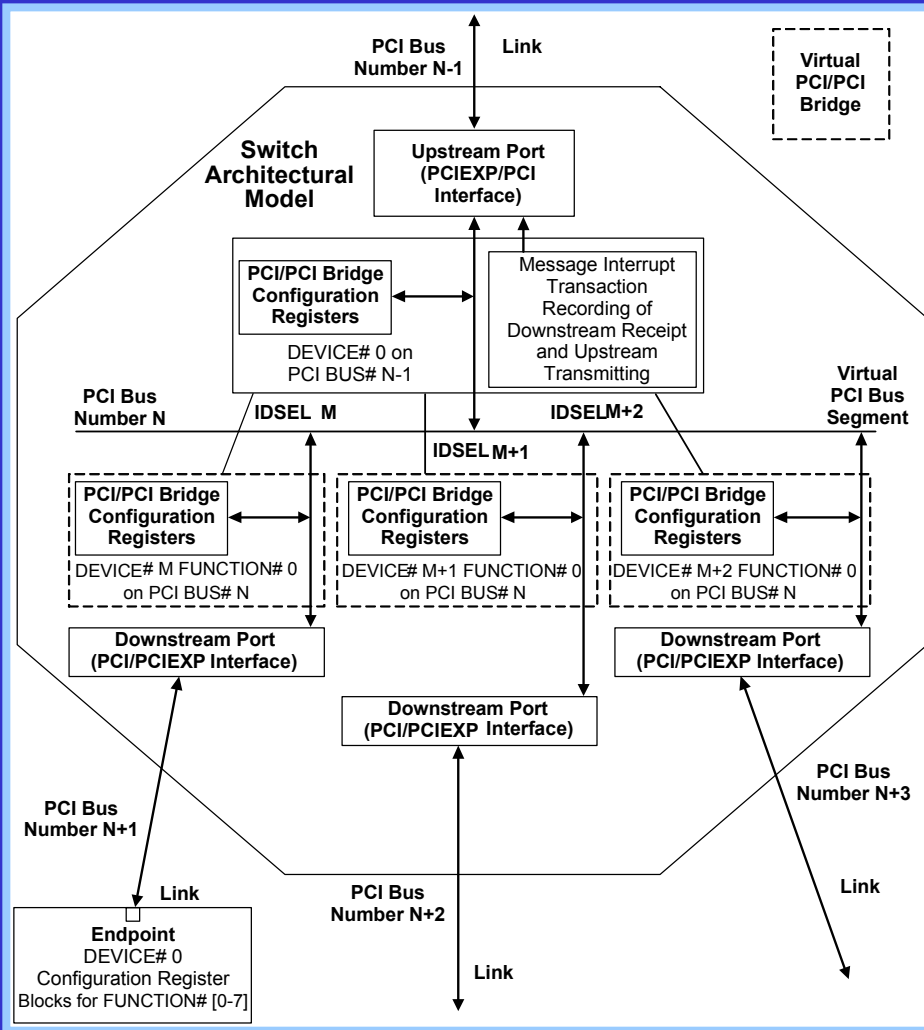 PCI Bus
Number N-1
Link
Virtual
PCI/PCI
Bridge
Switch
Architectural
Model
Upstream Port
(PCIEXP/PCI
Interface)
PCI/PCI Bridge
Configuration
Registers
DEVICE# 0 on
PCI BUS# N-1
Message Interrupt
Transaction
Recording of
Downstream Receipt
and Upstream
Transmitting
PCI Bus
Number N
IDSEL M
IDSEL M+1
IDSEL M+2
Virtual
PCI Bus
Segment
PCI/PCI Bridge
Configuration
Registers
DEVICE# M FUNCTION# 0
on PCI BUS# N
PCI/PCI Bridge
Configuration
Registers
DEVICE# M+1 FUNCTION# 0
on PCI BUS# N
PCI/PCI Bridge
Configuration
Registers
DEVICE# M+2 FUNCTION# 0
on PCI BUS# N
Downstream Port
(PCI/PCIEXP Interface)
Downstream Port
(PCI/PCIEXP Interface)
Downstream Port
(PCI/PCIEXP Interface)
PCI Bus
Number N+1
Link
PCI Bus
Number N+2
Link
PCI Bus
Number N+3
Link
Endpoint
DEVICE# 0
Configuration Register
Blocks for FUNCTION# [0-7]